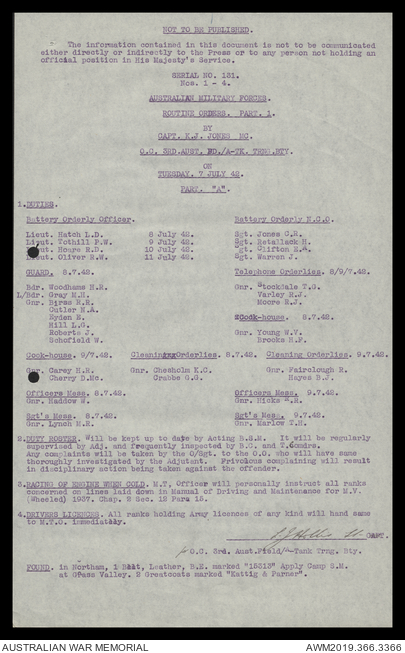 NOT TO BE PUBLISHED.
The information contained in this document is not to be communicated
either directly or indirectly to the Press or to any person not holding an
official position in His Majesty's Service.
SERIAL NO. 131.
Nos. 1 - 4.
AUSTRALIAN MILITARY FORCES.
ROUTINE ORDERS. PART. 1.
BY
CAPT. K.J. JONES MC.
O.C. 3RD.AUST. FD./A-TK. TRNG.BTY.
ON
TUESDAY. 7 JULY 42.
PART. "A".
1.DUTIES.
Battery Orderly Officer. Battery Orderly N.C.O.
Lieut. Hatch L.D. 8 July 42. Sgt. Jones C.R.
Lieut. Tothill P.W. 9 July 42. Sgt. Retallack H.
Lieut. Hoare R.D. 10 July 42. Sgt. Clifton E.A.
Lieut. Oliver H.W. 11 July 42. Sgt. Warren J.
GUARD. 8.7.42. Telephone Orderlies. 8/9/7.42.
Bdr. Woodhams H.R. Gnr. Stockdale T.G.
L/Bdr. Gray M.H. Varley M.J.
Gnr. Birss R.R. Moore R.J.
Cutler N.A.
Ryden E. Cook-house. 8.7.42.
Hill L.G.
Roberts J. Gnr. Young W.V.
Schofield W. Brooks H.F.
Cook-house. 9/7.42. Cleaning Orderlies. 8.7.42. Cleaning Orderlies. 9.7.42.
Gnr. Carey H.H. Gnr. Chesholm K.C. Gnr. Fairclough R.
Cherry D.Mc. Crabbe G.G. Hayes B.J.
Officers Mess. 8.7.42. Officers Mess. 9.7.42.
Gnr. Haddow W. Gnr. Hicks R.
Sgt's Mess. 8.7.42. Sgt's Mess. 9.7.42.
Gnr. Lynch M.R. Gnr. Marlow T.H.
2.DUTY ROSTER. Will be kept up to date by Acting B.S.M. It will be regularly
supervised by Adj. and frequently inspected by B.C. and T.Comdrs.
Any complaints will be taken by the O/Sgt. to the O.O. who will have same
thoroughly investigated by the Adjutant. Frivolous complaining will result
in disciplinary action being taken against the offender.
3.RACING OF ENGINE WHEN COLD. M.T. Officer will personally instruct all ranks
concerned on lines laid down in Manual of Driving and Maintenance for M.V.
(Wheeled) 1937. Chap. 2 Sec. 12 Para 15.
4.DRIVERS LICENCES. All ranks holding Army licences of any kind will hand same
to M.T.O. immediately.
Lt CAPT.
for O.C. 3rd. Aust.Field/a-Tank Trng. Bty.
FOUND. in Northam, 1 Belt, Leather, B.E. marked "15513" Apply Camp S.M.
at Grass Valley. 2 Greatcoats marked "Kattig & Parner".
AUSTRALIAN WAR MEMORIAL AWM2019.366.3366